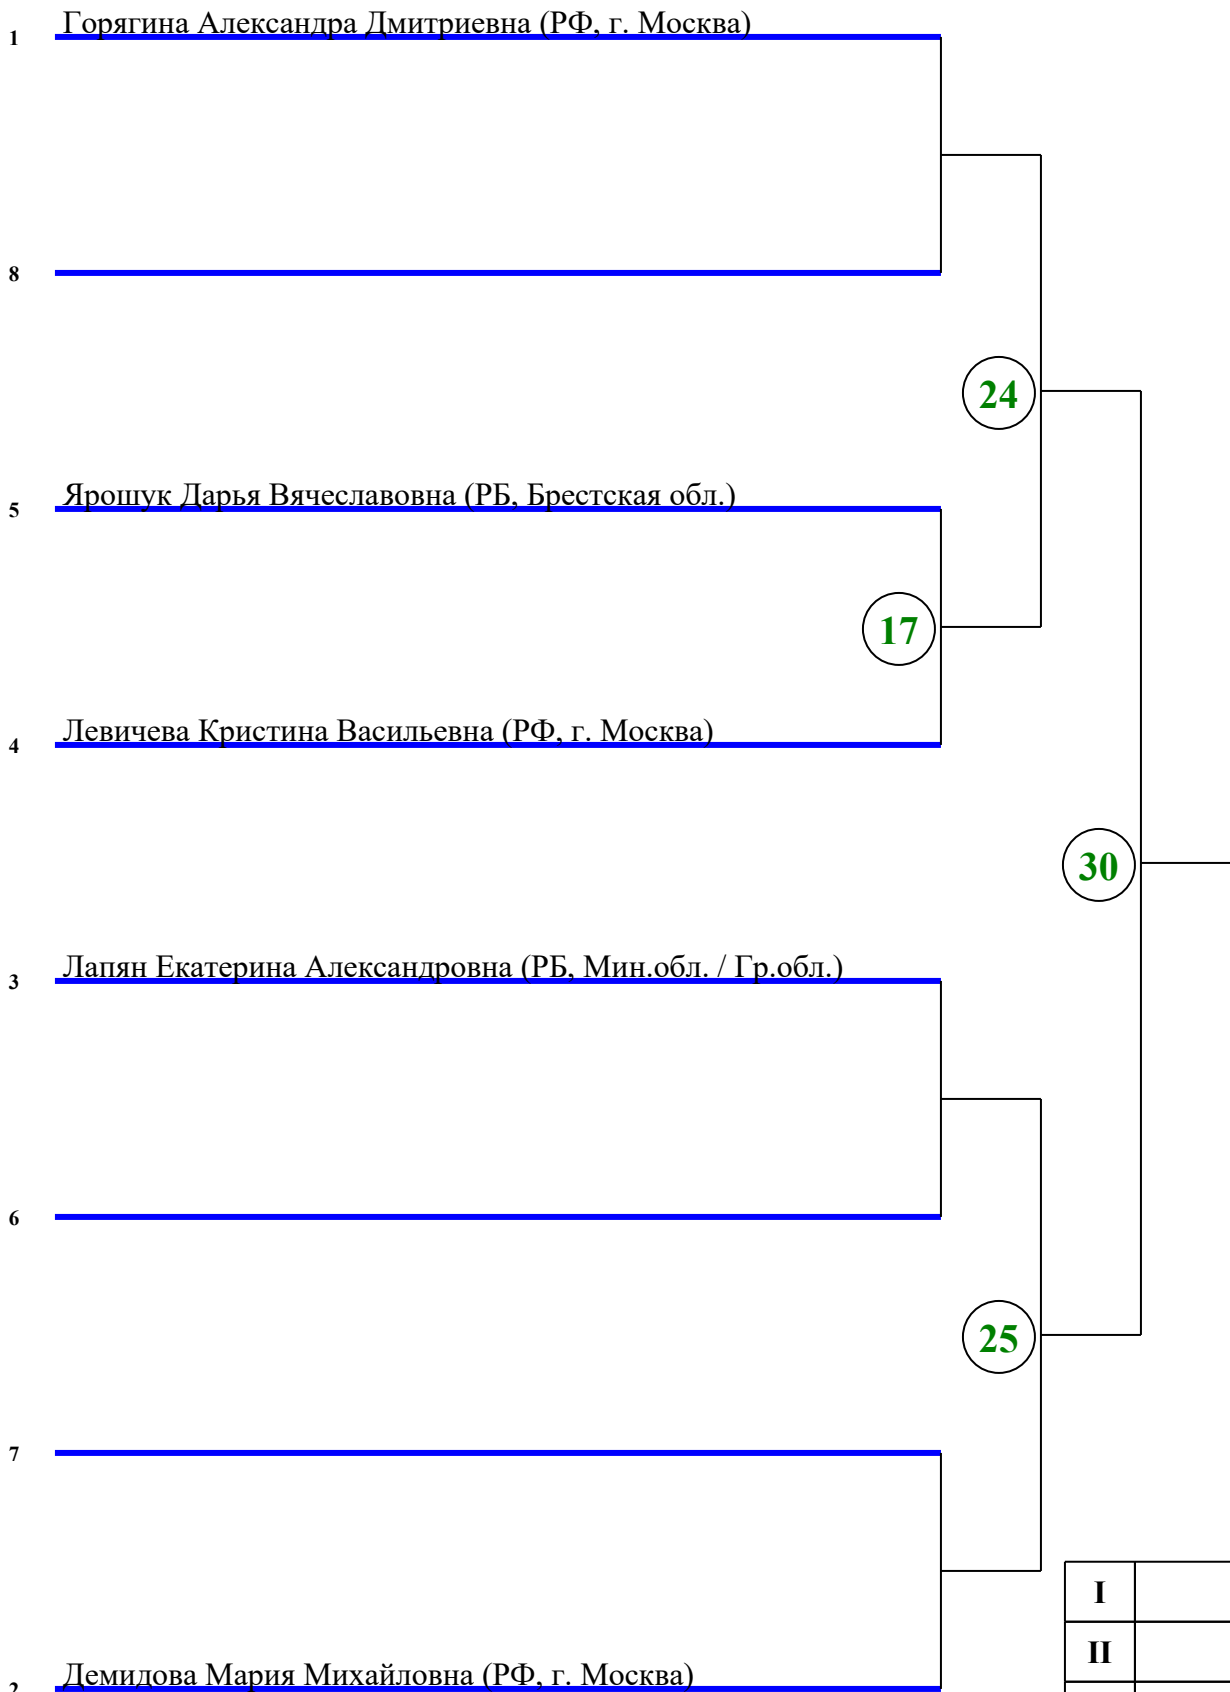 1 Горягина Александра Дмитриевна (РФ, г. Москва)
8
24
5 Ярошук Дарья Вячеславовна (РБ, Брестская обл.)
17
4 Левичева Кристина Васильевна (РФ, г. Москва)
30
3 Лапян Екатерина Александровна (РБ, Мин.обл. / Гр.обл.)
6
25
7
I
II
2 Демидова Мария Михайловна (РФ, г. Москва)